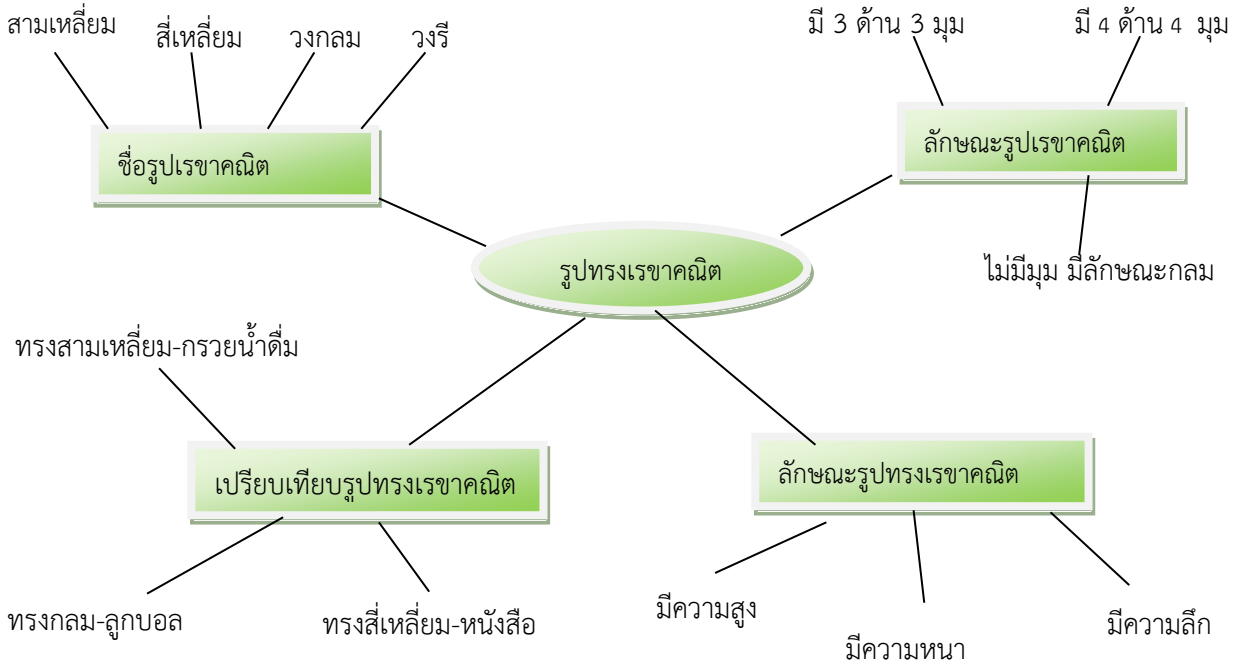 สามเหลี่ยม
สี่เหลี่ยม
วงกลม
วงรี
ชื่อรูปเรขาคณิต
มี 3 ด้าน 3 มุม
มี 4 ด้าน 4 มุม
ลักษณะรูปเรขาคณิต
ไม่มีมุม มีลักษณะกลม
รูปทรงเรขาคณิต
ทรงสามเหลี่ยม-กรวยน้ำดื่ม
เปรียบเทียบรูปทรงเรขาคณิต
ทรงกลม-ลูกบอล
ทรงสี่เหลี่ยม-หนังสือ
ลักษณะรูปทรงเรขาคณิต
มีความสูง
มีความหนา
มีความลึก